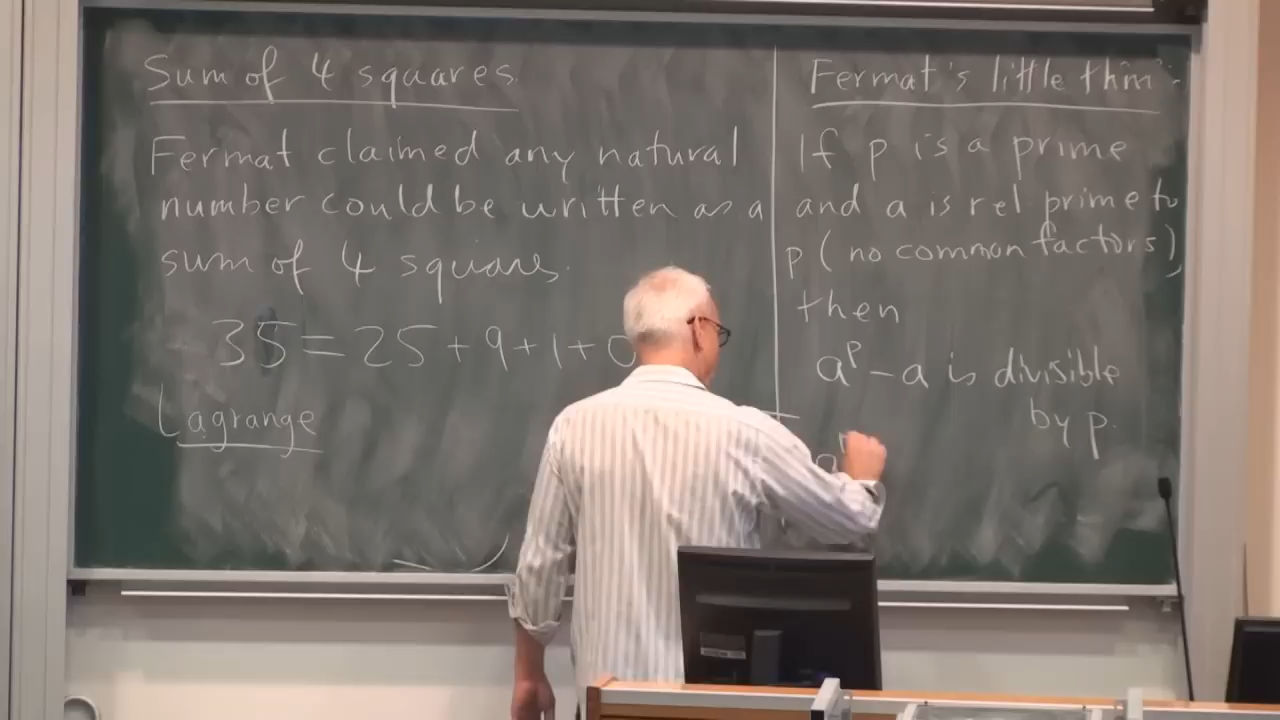 Sum of 4 squares
Fermat claimed any natural
number could be written as a
sum of 4 squares.
35 = 25 + 9 + 1 + 0
Lagrange
Fermat's little thm:
If p is a prime
and a is rel prime to
p (no common factors),
then
a^p - a is divisible
by p.